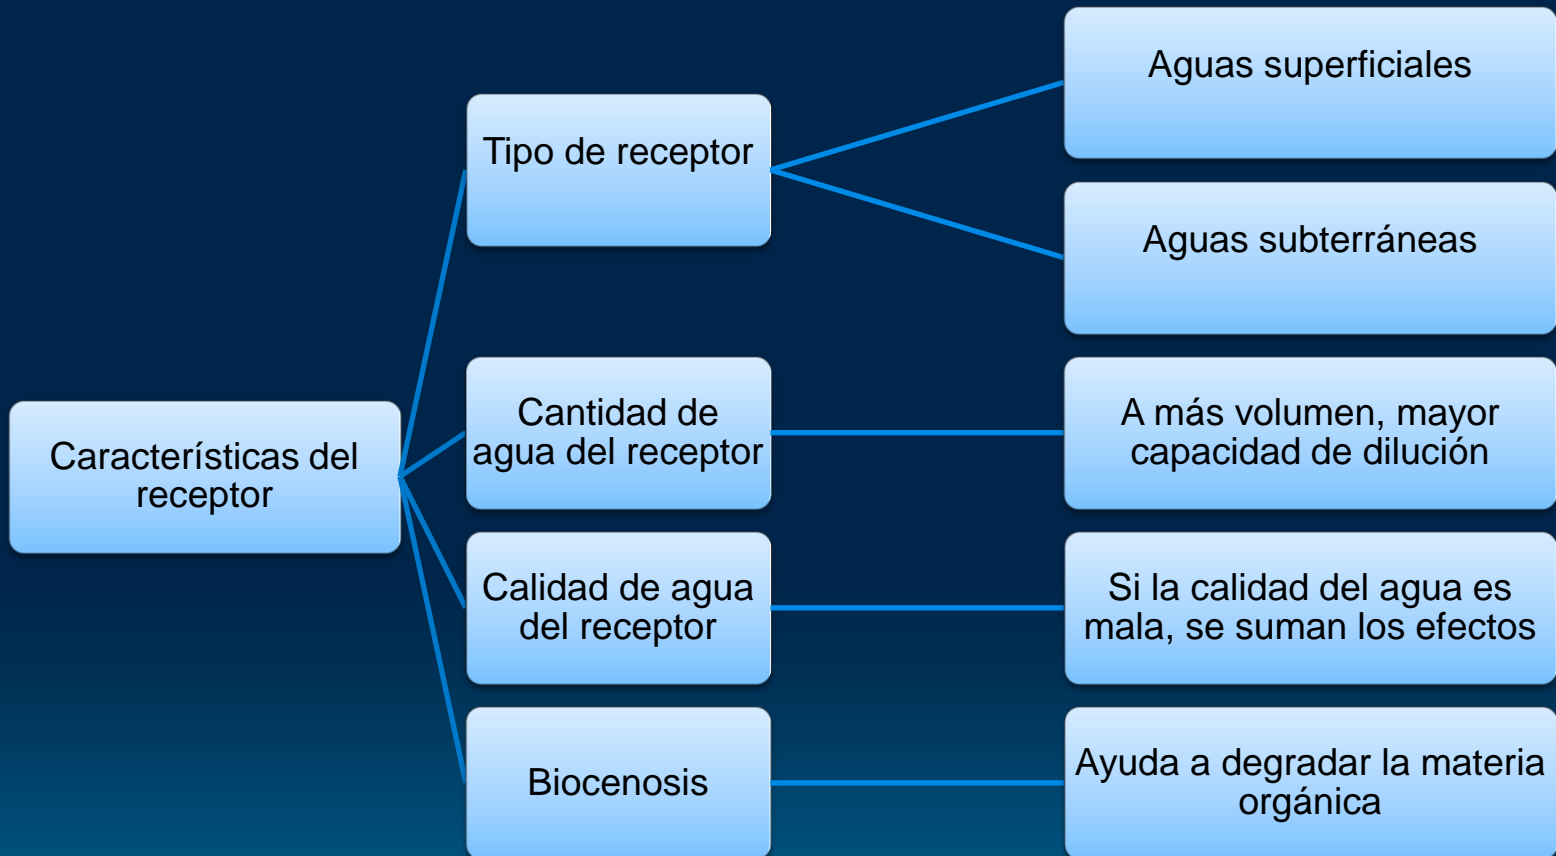 Características del
receptor
Tipo de receptor
Aguas superficiales
Aguas subterráneas
Cantidad de
agua del receptor
A más volumen, mayor
capacidad de dilución
Calidad de agua
del receptor
Si la calidad del agua es
mala, se suman los efectos
Biocenosis
Ayuda a degradar la materia
orgánica